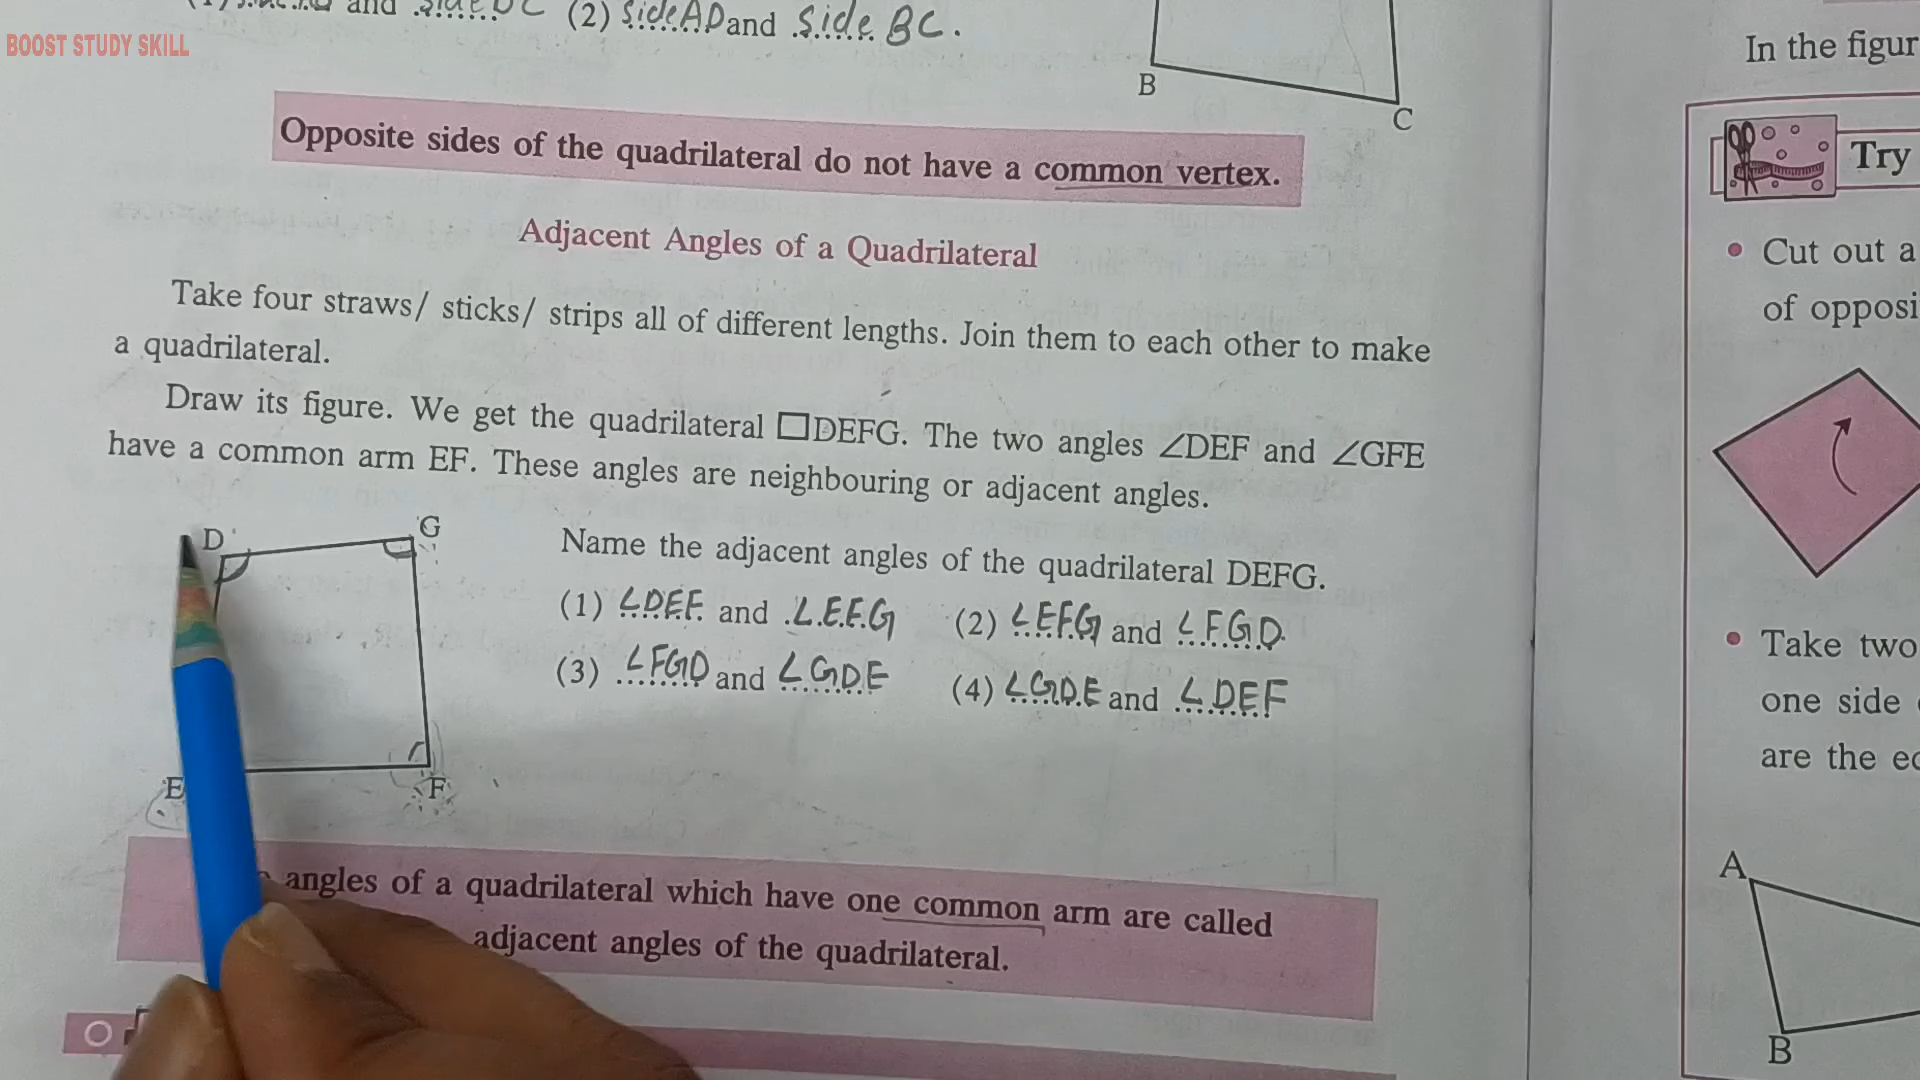 BOOST STUDY SKILL
and side DC (2) side AD and side BC.
B
C
Opposite sides of the quadrilateral do not have a common vertex.
Adjacent Angles of a Quadrilateral
Take four straws/ sticks/ strips all of different lengths. Join them to each other to make
a quadrilateral.
Draw its figure. We get the quadrilateral □DEFG. The two angles ∠DEF and ∠GFE
have a common arm EF. These angles are neighbouring or adjacent angles.
D
G
E
F
Name the adjacent angles of the quadrilateral DEFG.
(1) ∠DEF and ∠EFG (2) ∠EFG and ∠FGD
(3) ∠FGD and ∠GDE (4) ∠GDE and ∠DEF
angles of a quadrilateral which have one common arm are called
adjacent angles of the quadrilateral.
In the figur
Try
• Cut out a
of opposi
• Take two
one side
are the
A
B